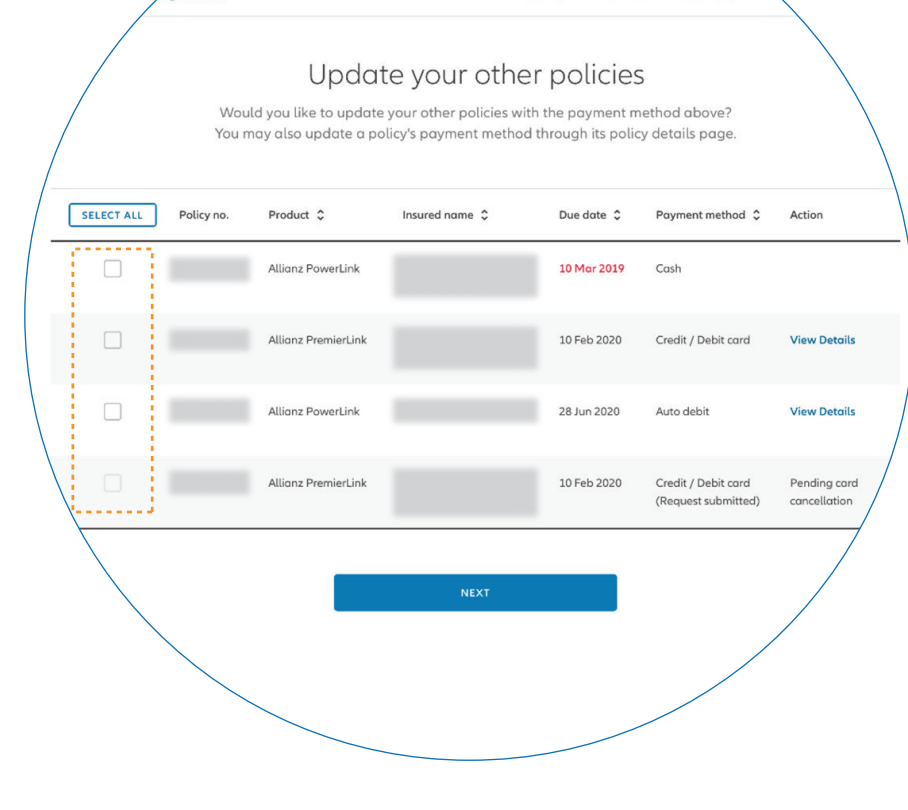 Update your other policies
Would you like to update your other policies with the payment method above?
You may also update a policy's payment method through its policy details page.
SELECT ALL Policy no. Product Insured name Due date Payment method Action
Allianz PowerLink 10 Mar 2019 Cash
Allianz PremierLink 10 Feb 2020 Credit / Debit card View Details
Allianz PowerLink 28 Jun 2020 Auto debit View Details
Allianz PremierLink 10 Feb 2020 Credit / Debit card Pending card
(Request submitted) cancellation
NEXT